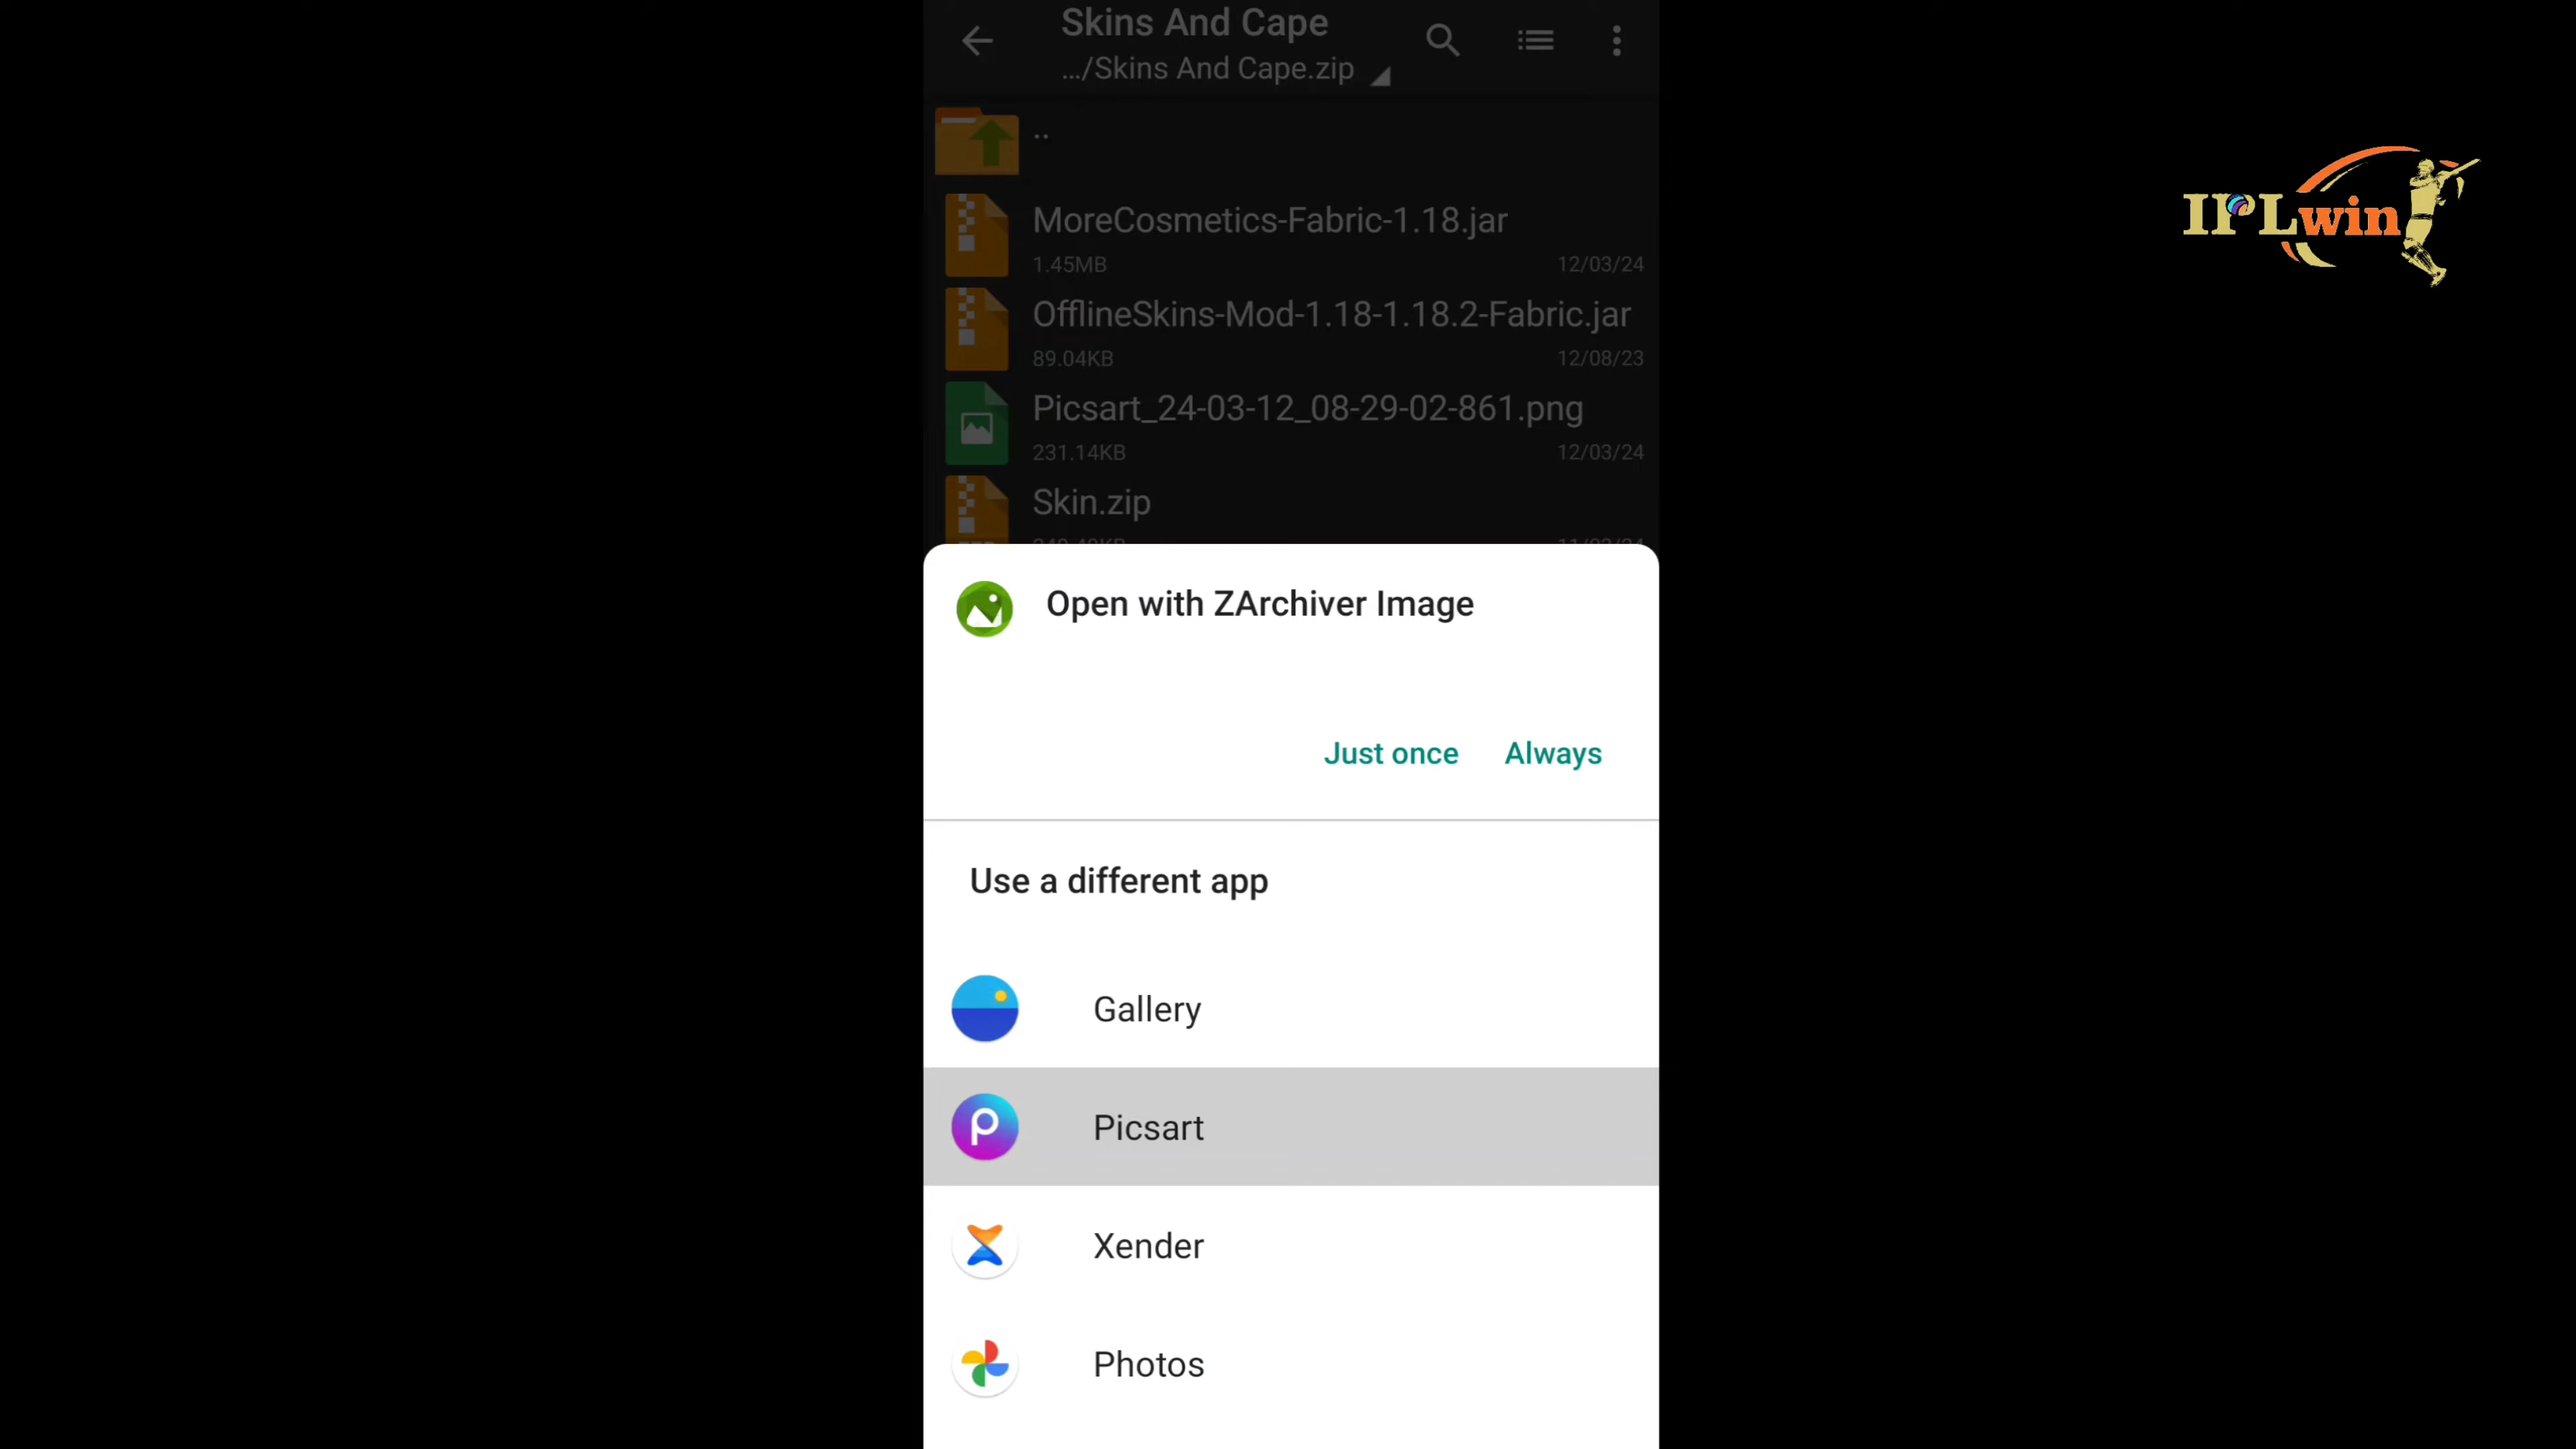 Skins And Cape
.../Skins And Cape.zip
..
MoreCosmetics-Fabric-1.18.jar
1.45MB 12/03/24
OfflineSkins-Mod-1.18-1.18.2-Fabric.jar
89.04KB 12/08/23
Picsart_24-03-12_08-29-02-861.png
231.14KB 12/03/24
Skin.zip
IPLwin
Open with ZArchiver Image
Just once Always
Use a different app
Gallery
Picsart
Xender
Photos